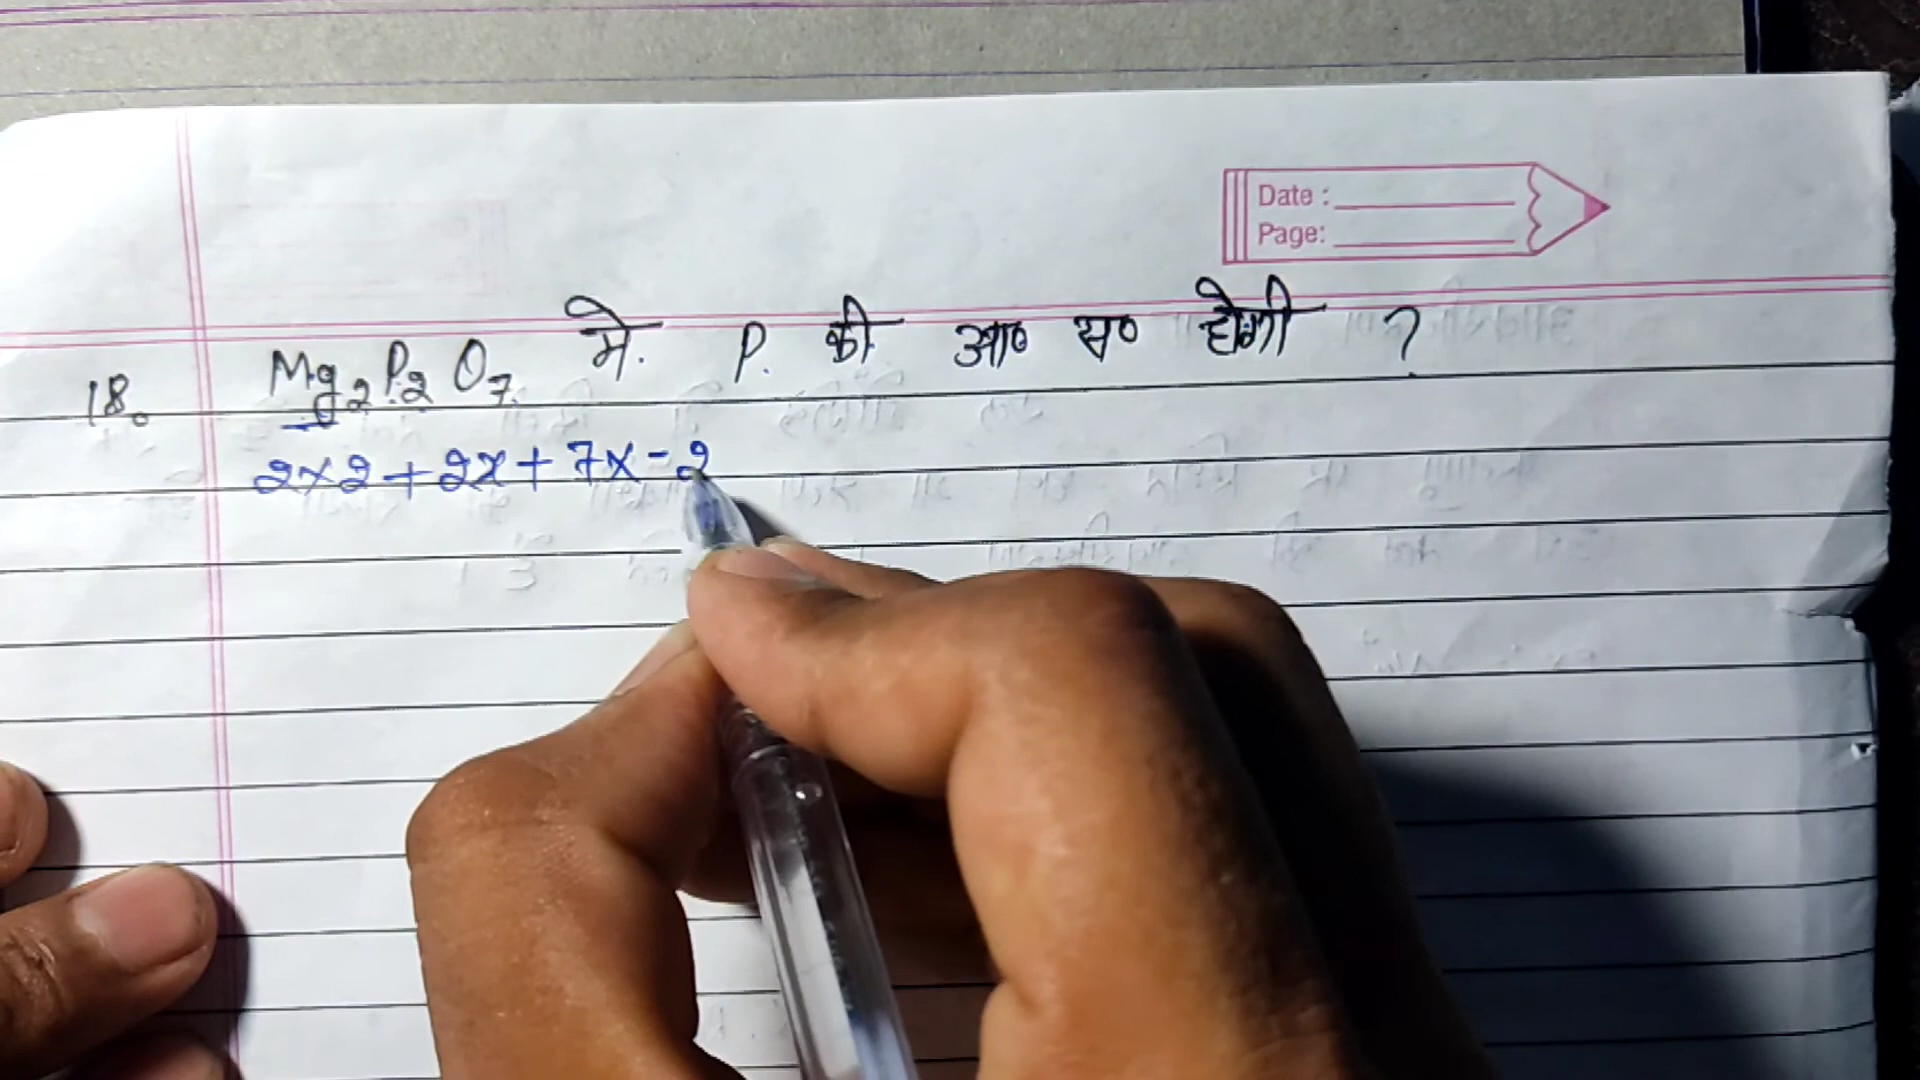 Date :
Page:
18. Mg₂P₂O₇ मे. P. की आ० स० होगी ?
2×2+2x+7x-2